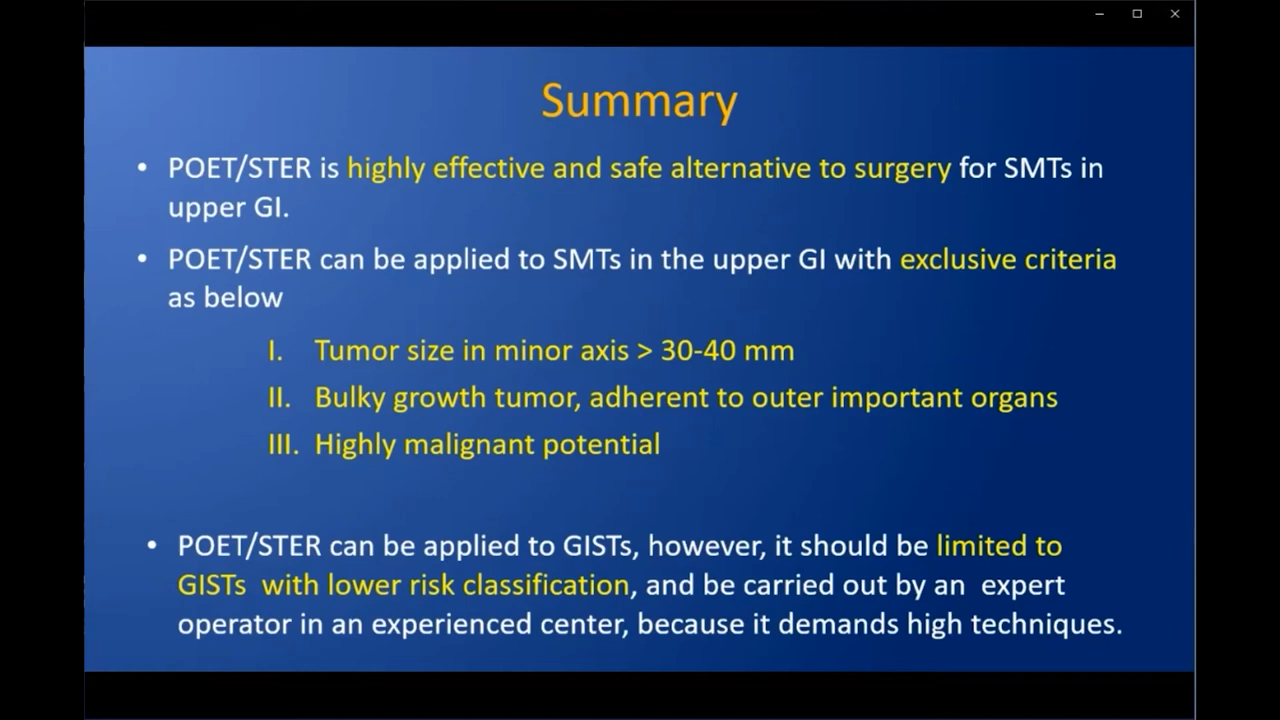 Summary
• POET/STER is highly effective and safe alternative to surgery for SMTs in
upper GI.
• POET/STER can be applied to SMTs in the upper GI with exclusive criteria
as below
I. Tumor size in minor axis > 30-40 mm
II. Bulky growth tumor, adherent to outer important organs
III. Highly malignant potential
• POET/STER can be applied to GISTs, however, it should be limited to
GISTs with lower risk classification, and be carried out by an expert
operator in an experienced center, because it demands high techniques.